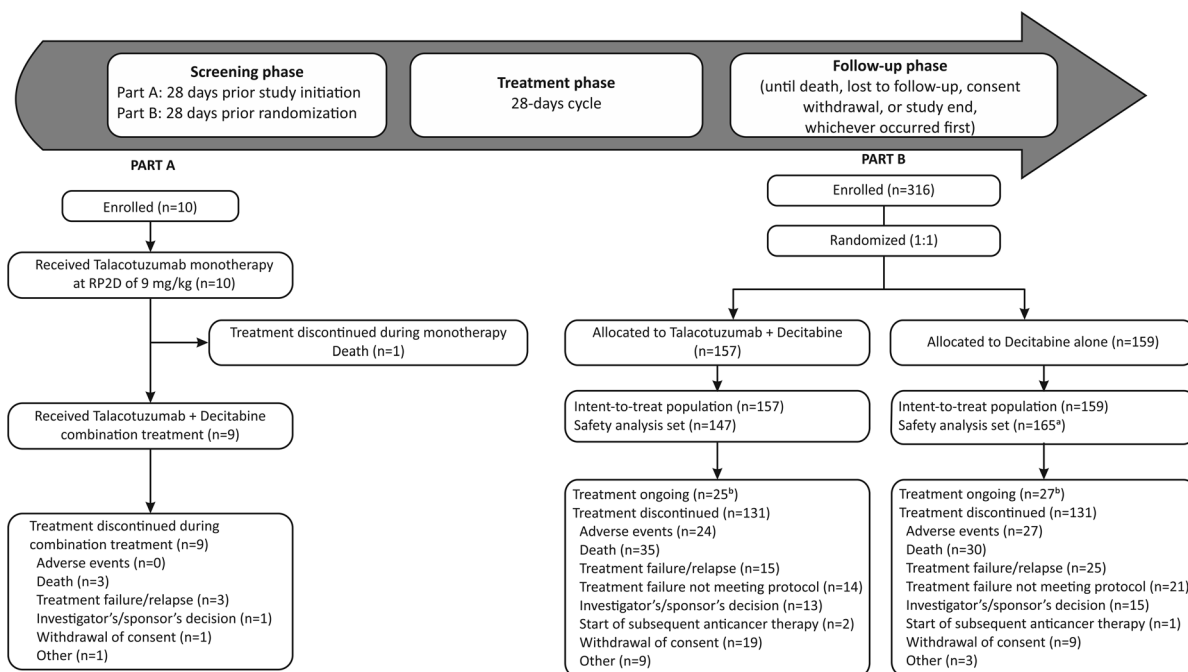 Screening phase
Part A: 28 days prior study initiation
Part B: 28 days prior randomization
Treatment phase
28-days cycle
Follow-up phase
(until death, lost to follow-up, consent
withdrawal, or study end,
whichever occurred first)
PART A
Enrolled (n=10)
Received Talacotuzumab monotherapy
at RP2D of 9 mg/kg (n=10)
Treatment discontinued during monotherapy
Death (n=1)
Received Talacotuzumab + Decitabine
combination treatment (n=9)
Treatment discontinued during
combination treatment (n=9)
Adverse events (n=0)
Death (n=3)
Treatment failure/relapse (n=3)
Investigator's/sponsor's decision (n=1)
Withdrawal of consent (n=1)
Other (n=1)
PART B
Enrolled (n=316)
Randomized (1:1)
Allocated to Talacotuzumab + Decitabine
(n=157)
Intent-to-treat population (n=157)
Safety analysis set (n=147)
Treatment ongoing (n=25ᵇ)
Treatment discontinued (n=131)
Adverse events (n=24)
Death (n=35)
Treatment failure/relapse (n=15)
Treatment failure not meeting protocol (n=14)
Investigator's/sponsor's decision (n=13)
Start of subsequent anticancer therapy (n=2)
Withdrawal of consent (n=19)
Other (n=9)
Allocated to Decitabine alone (n=159)
Intent-to-treat population (n=159)
Safety analysis set (n=165ᵃ)
Treatment ongoing (n=27ᵇ)
Treatment discontinued (n=131)
Adverse events (n=27)
Death (n=30)
Treatment failure/relapse (n=25)
Treatment failure not meeting protocol (n=21)
Investigator's/sponsor's decision (n=15)
Start of subsequent anticancer therapy (n=1)
Withdrawal of consent (n=9)
Other (n=3)